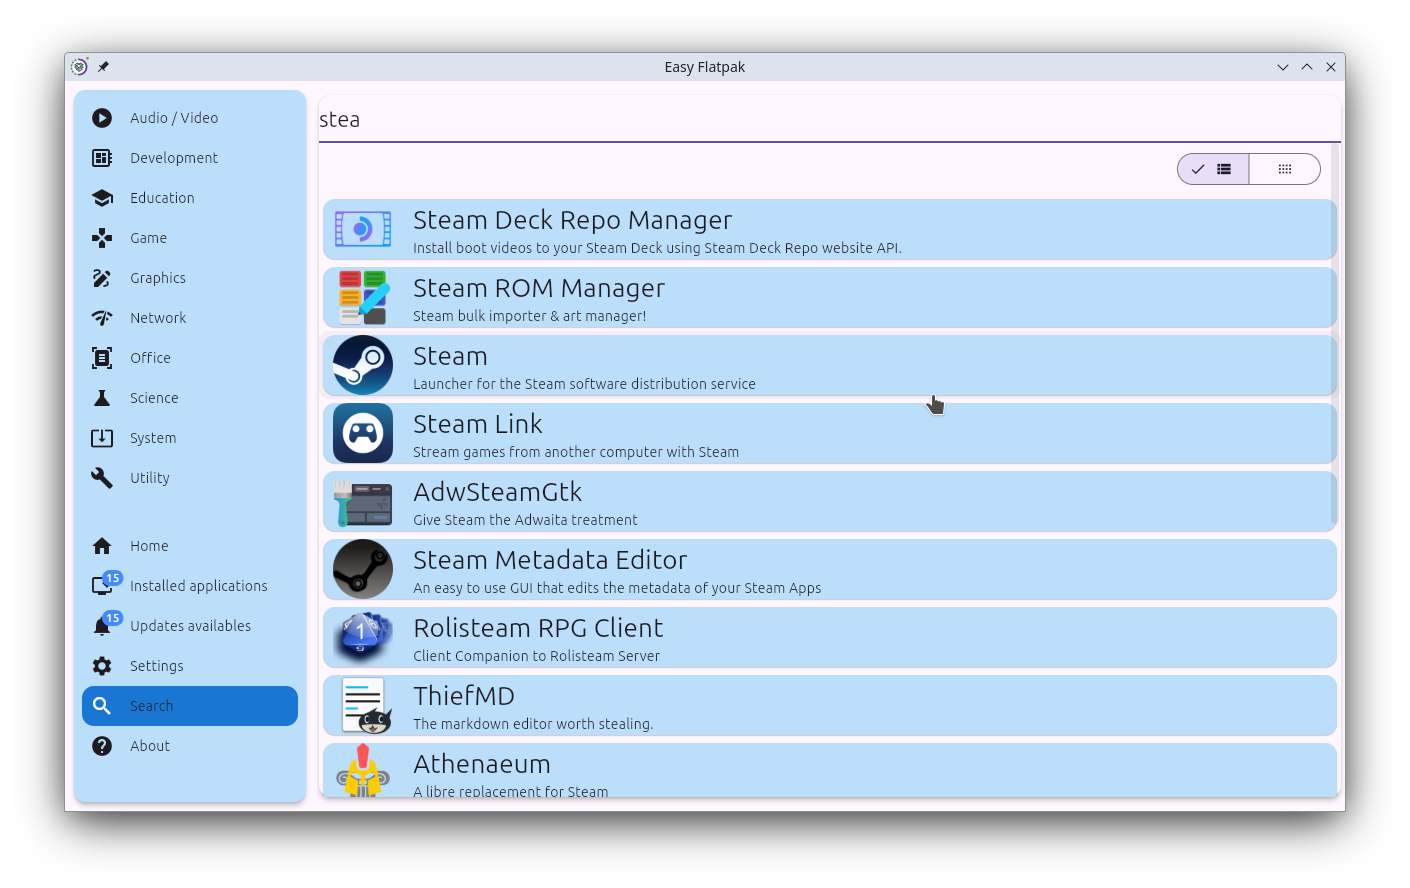 Easy Flatpak
Audio / Video
Development
Education
Game
Graphics
Network
Office
Science
System
Utility
Home
15
Installed applications
15
Updates availables
Settings
Search
About
stea
Steam Deck Repo Manager
Install boot videos to your Steam Deck using Steam Deck Repo website API.
Steam ROM Manager
Steam bulk importer & art manager!
Steam
Launcher for the Steam software distribution service
Steam Link
Stream games from another computer with Steam
AdwSteamGtk
Give Steam the Adwaita treatment
Steam Metadata Editor
An easy to use GUI that edits the metadata of your Steam Apps
1
Rolisteam RPG Client
Client Companion to Rolisteam Server
ThiefMD
The markdown editor worth stealing.
Athenaeum
A libre replacement for Steam